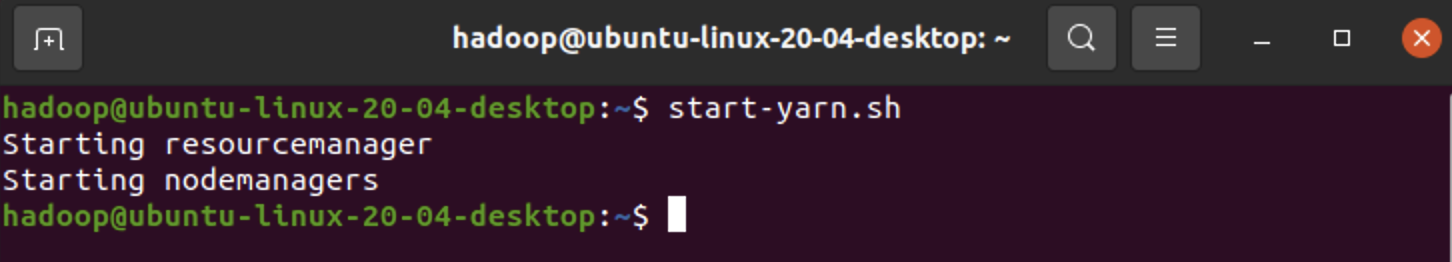 hadoop@ubuntu-linux-20-04-desktop: ~
hadoop@ubuntu-linux-20-04-desktop:~$ start-yarn.sh
Starting resourcemanager
Starting nodemanagers
hadoop@ubuntu-linux-20-04-desktop:~$